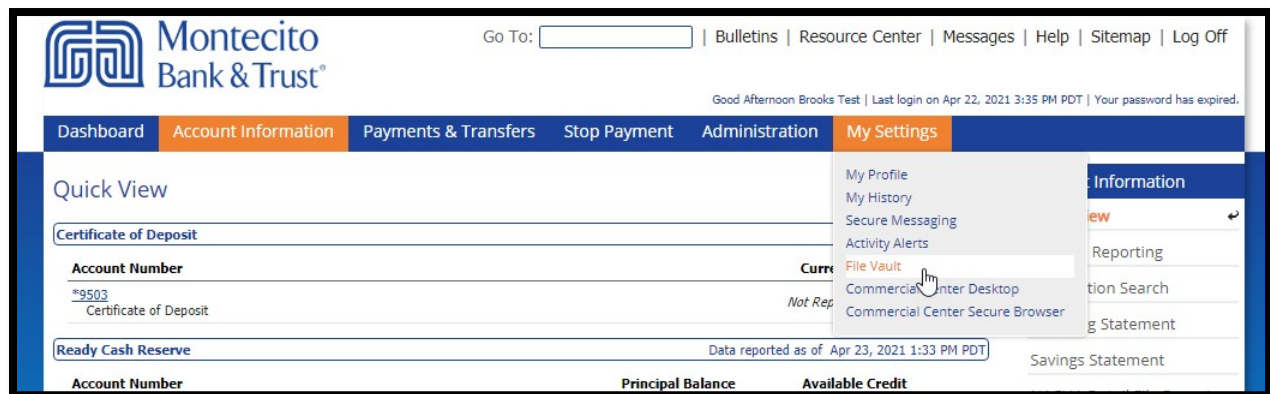 Montecito
Bank & Trust®
Go To: | Bulletins | Resource Center | Messages | Help | Sitemap | Log Off
Good Afternoon Brooks Test | Last login on Apr 22, 2021 3:35 PM PDT | Your password has expired.
Dashboard Account Information Payments & Transfers Stop Payment Administration My Settings
My Profile
My History
Secure Messaging
Activity Alerts
File Vault
Commercial Center Desktop
Commercial Center Secure Browser
Quick View
Certificate of Deposit
Account Number
*9503
Certificate of Deposit
Ready Cash Reserve Data reported as of Apr 23, 2021 1:33 PM PDT
Account Number Principal Balance Available Credit
Information
Reporting
Search
Statement
Savings Statement